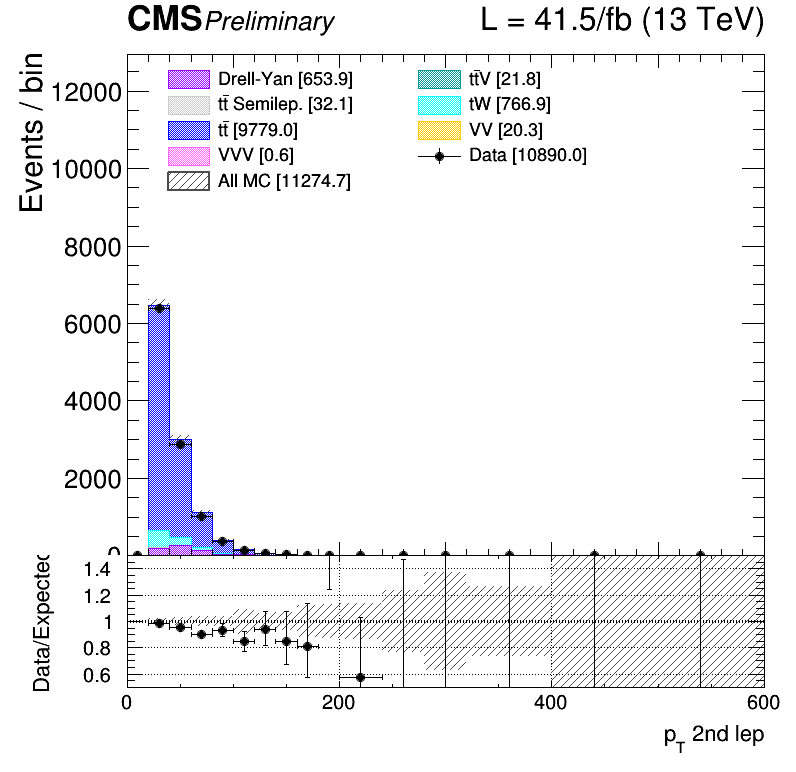 CMS Preliminary L = 41.5/fb (13 TeV)
Events / bin
12000
10000
8000
6000
4000
2000
0
Drell-Yan [653.9]
tt̄ Semilep. [32.1]
tt̄ [9779.0]
VVV [0.6]
All MC [11274.7]
tt̄V [21.8]
tW [766.9]
VV [20.3]
Data [10890.0]
Data/Expected
1.4
1.2
1
0.8
0.6
0 200 400 600
p_T 2nd lep